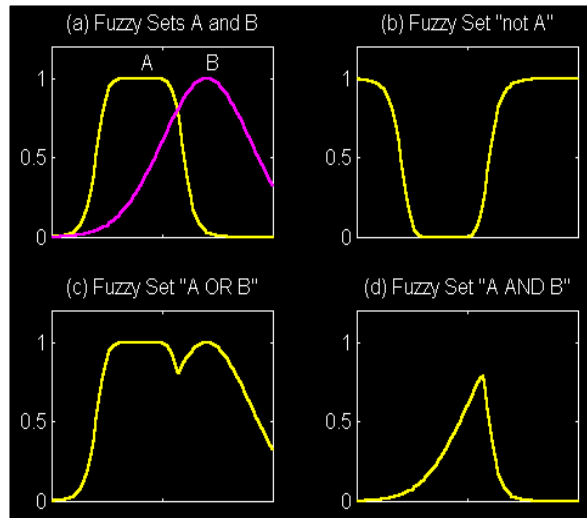 (a) Fuzzy Sets A and B
A B
1
0.5
0
(b) Fuzzy Set "not A"
1
0.5
0
(c) Fuzzy Set "A OR B"
1
0.5
0
(d) Fuzzy Set "A AND B"
1
0.5
0